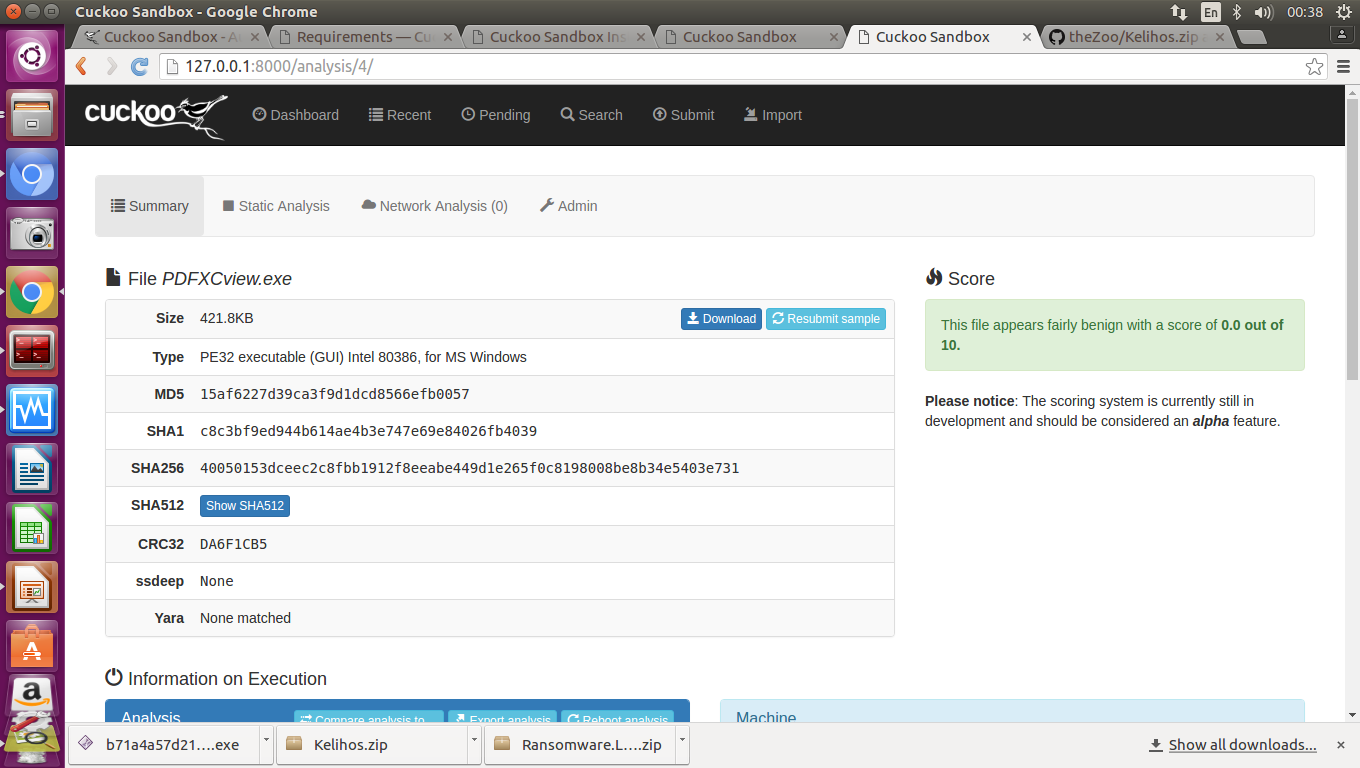 Cuckoo Sandbox - Google Chrome
En
00:38
Cuckoo Sandbox - A
Requirements — Cu
Cuckoo Sandbox Ins
Cuckoo Sandbox
Cuckoo Sandbox
theZoo/Kelihos.zip
127.0.0.1:8000/analysis/4/
cuckoo
Dashboard
Recent
Pending
Search
Submit
Import
Summary
Static Analysis
Network Analysis (0)
Admin
File PDFXCview.exe
Size 421.8KB
Download
Resubmit sample
Type PE32 executable (GUI) Intel 80386, for MS Windows
MD5 15af6227d39ca3f9d1dcd8566efb0057
SHA1 c8c3bf9ed944b614ae4b3e747e69e84026fb4039
SHA256 40050153dceec2c8fbb1912f8eeabe449d1e265f0c8198008be8b34e5403e731
SHA512 Show SHA512
CRC32 DA6F1CB5
ssdeep None
Yara None matched
Score
This file appears fairly benign with a score of 0.0 out of
10.
Please notice: The scoring system is currently still in
development and should be considered an alpha feature.
Information on Execution
Analysis
Compare analysis to
Export analysis
Reboot analysis
Machine
b71a4a57d21....exe
Kelihos.zip
Ransomware.L....zip
Show all downloads...